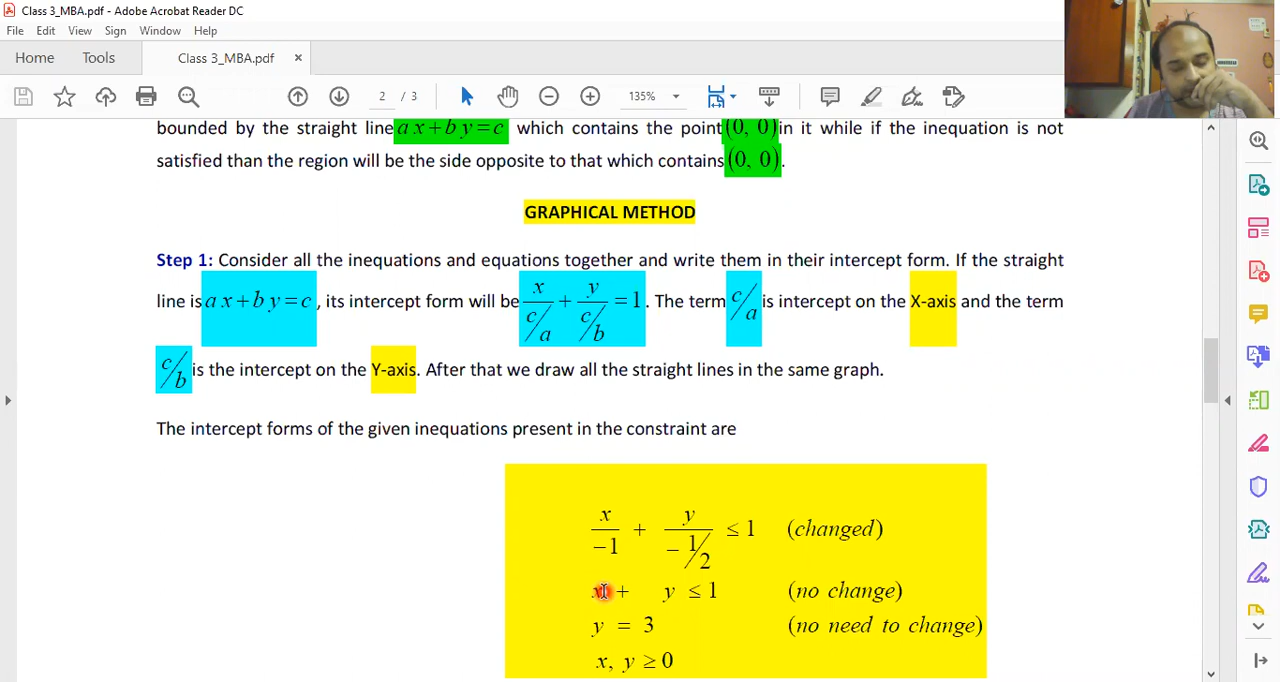 Class 3_MBA.pdf - Adobe Acrobat Reader DC
File Edit View Sign Window Help
Home Tools Class 3_MBA.pdf ×
2 / 3 135%
bounded by the straight line a x + b y = c which contains the point (0, 0) in it while if the inequation is not
satisfied than the region will be the side opposite to that which contains (0, 0).
GRAPHICAL METHOD
Step 1: Consider all the inequations and equations together and write them in their intercept form. If the straight
line is a x + b y = c, its intercept form will be x/(c/a) + y/(c/b) = 1. The term c/a is intercept on the X-axis and the term
c/b is the intercept on the Y-axis. After that we draw all the straight lines in the same graph.
The intercept forms of the given inequations present in the constraint are
x/-1 + y/(-1/2) ≤ 1 (changed)
x + y ≤ 1 (no change)
y = 3 (no need to change)
x, y ≥ 0